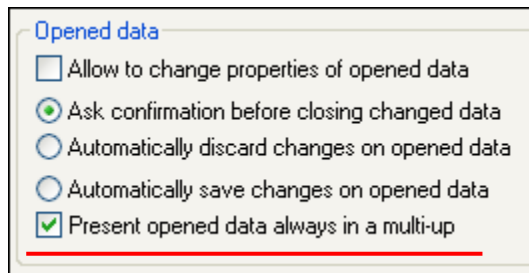 Opened data
Allow to change properties of opened data
Ask confirmation before closing changed data
Automatically discard changes on opened data
Automatically save changes on opened data
Present opened data always in a multi-up